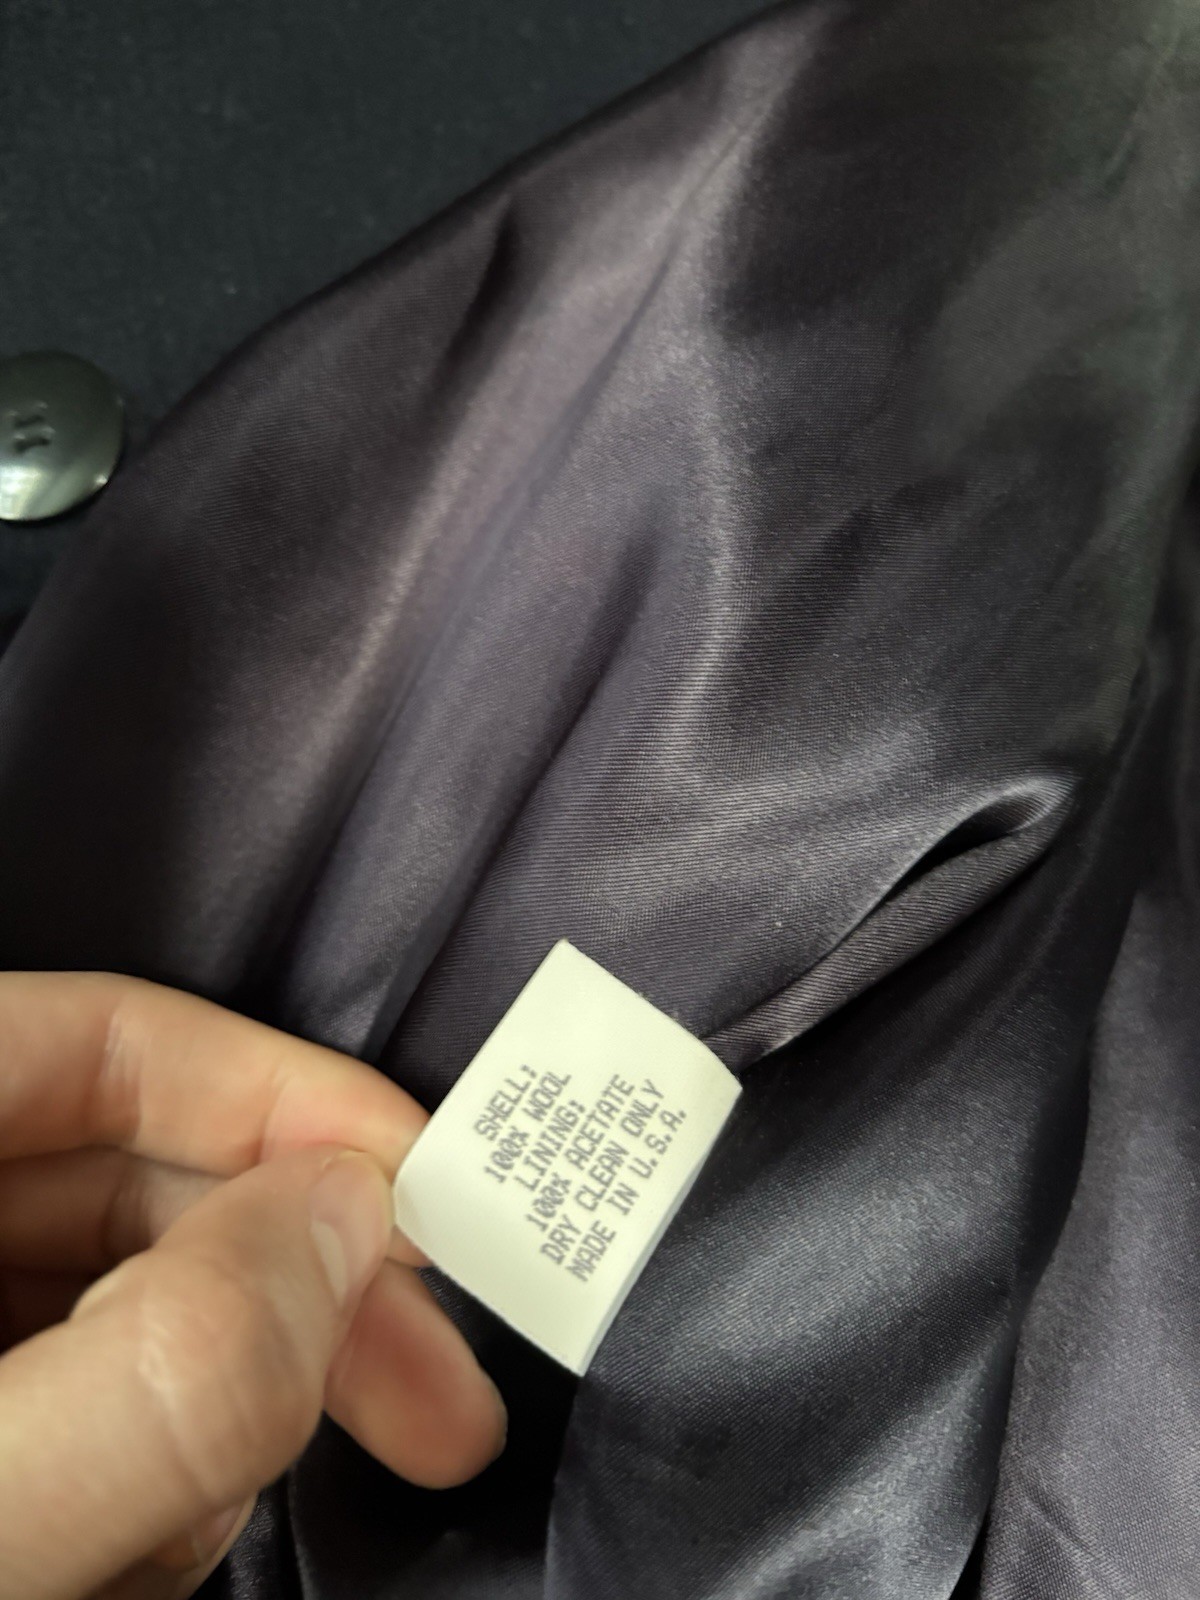 SHELL:
100% WOOL
LINING:
100% ACETATE
DRY CLEAN ONLY
MADE IN U.S.A.